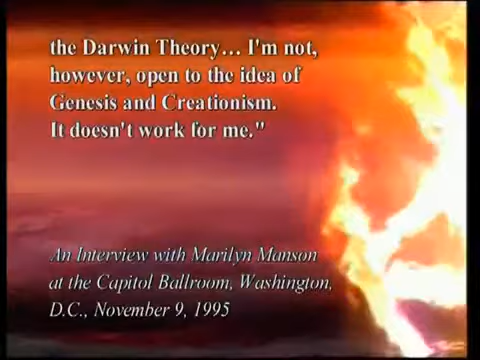 the Darwin Theory... I'm not,
however, open to the idea of
Genesis and Creationism.
It doesn't work for me."
An Interview with Marilyn Manson
at the Capitol Ballroom, Washington,
D.C., November 9, 1995